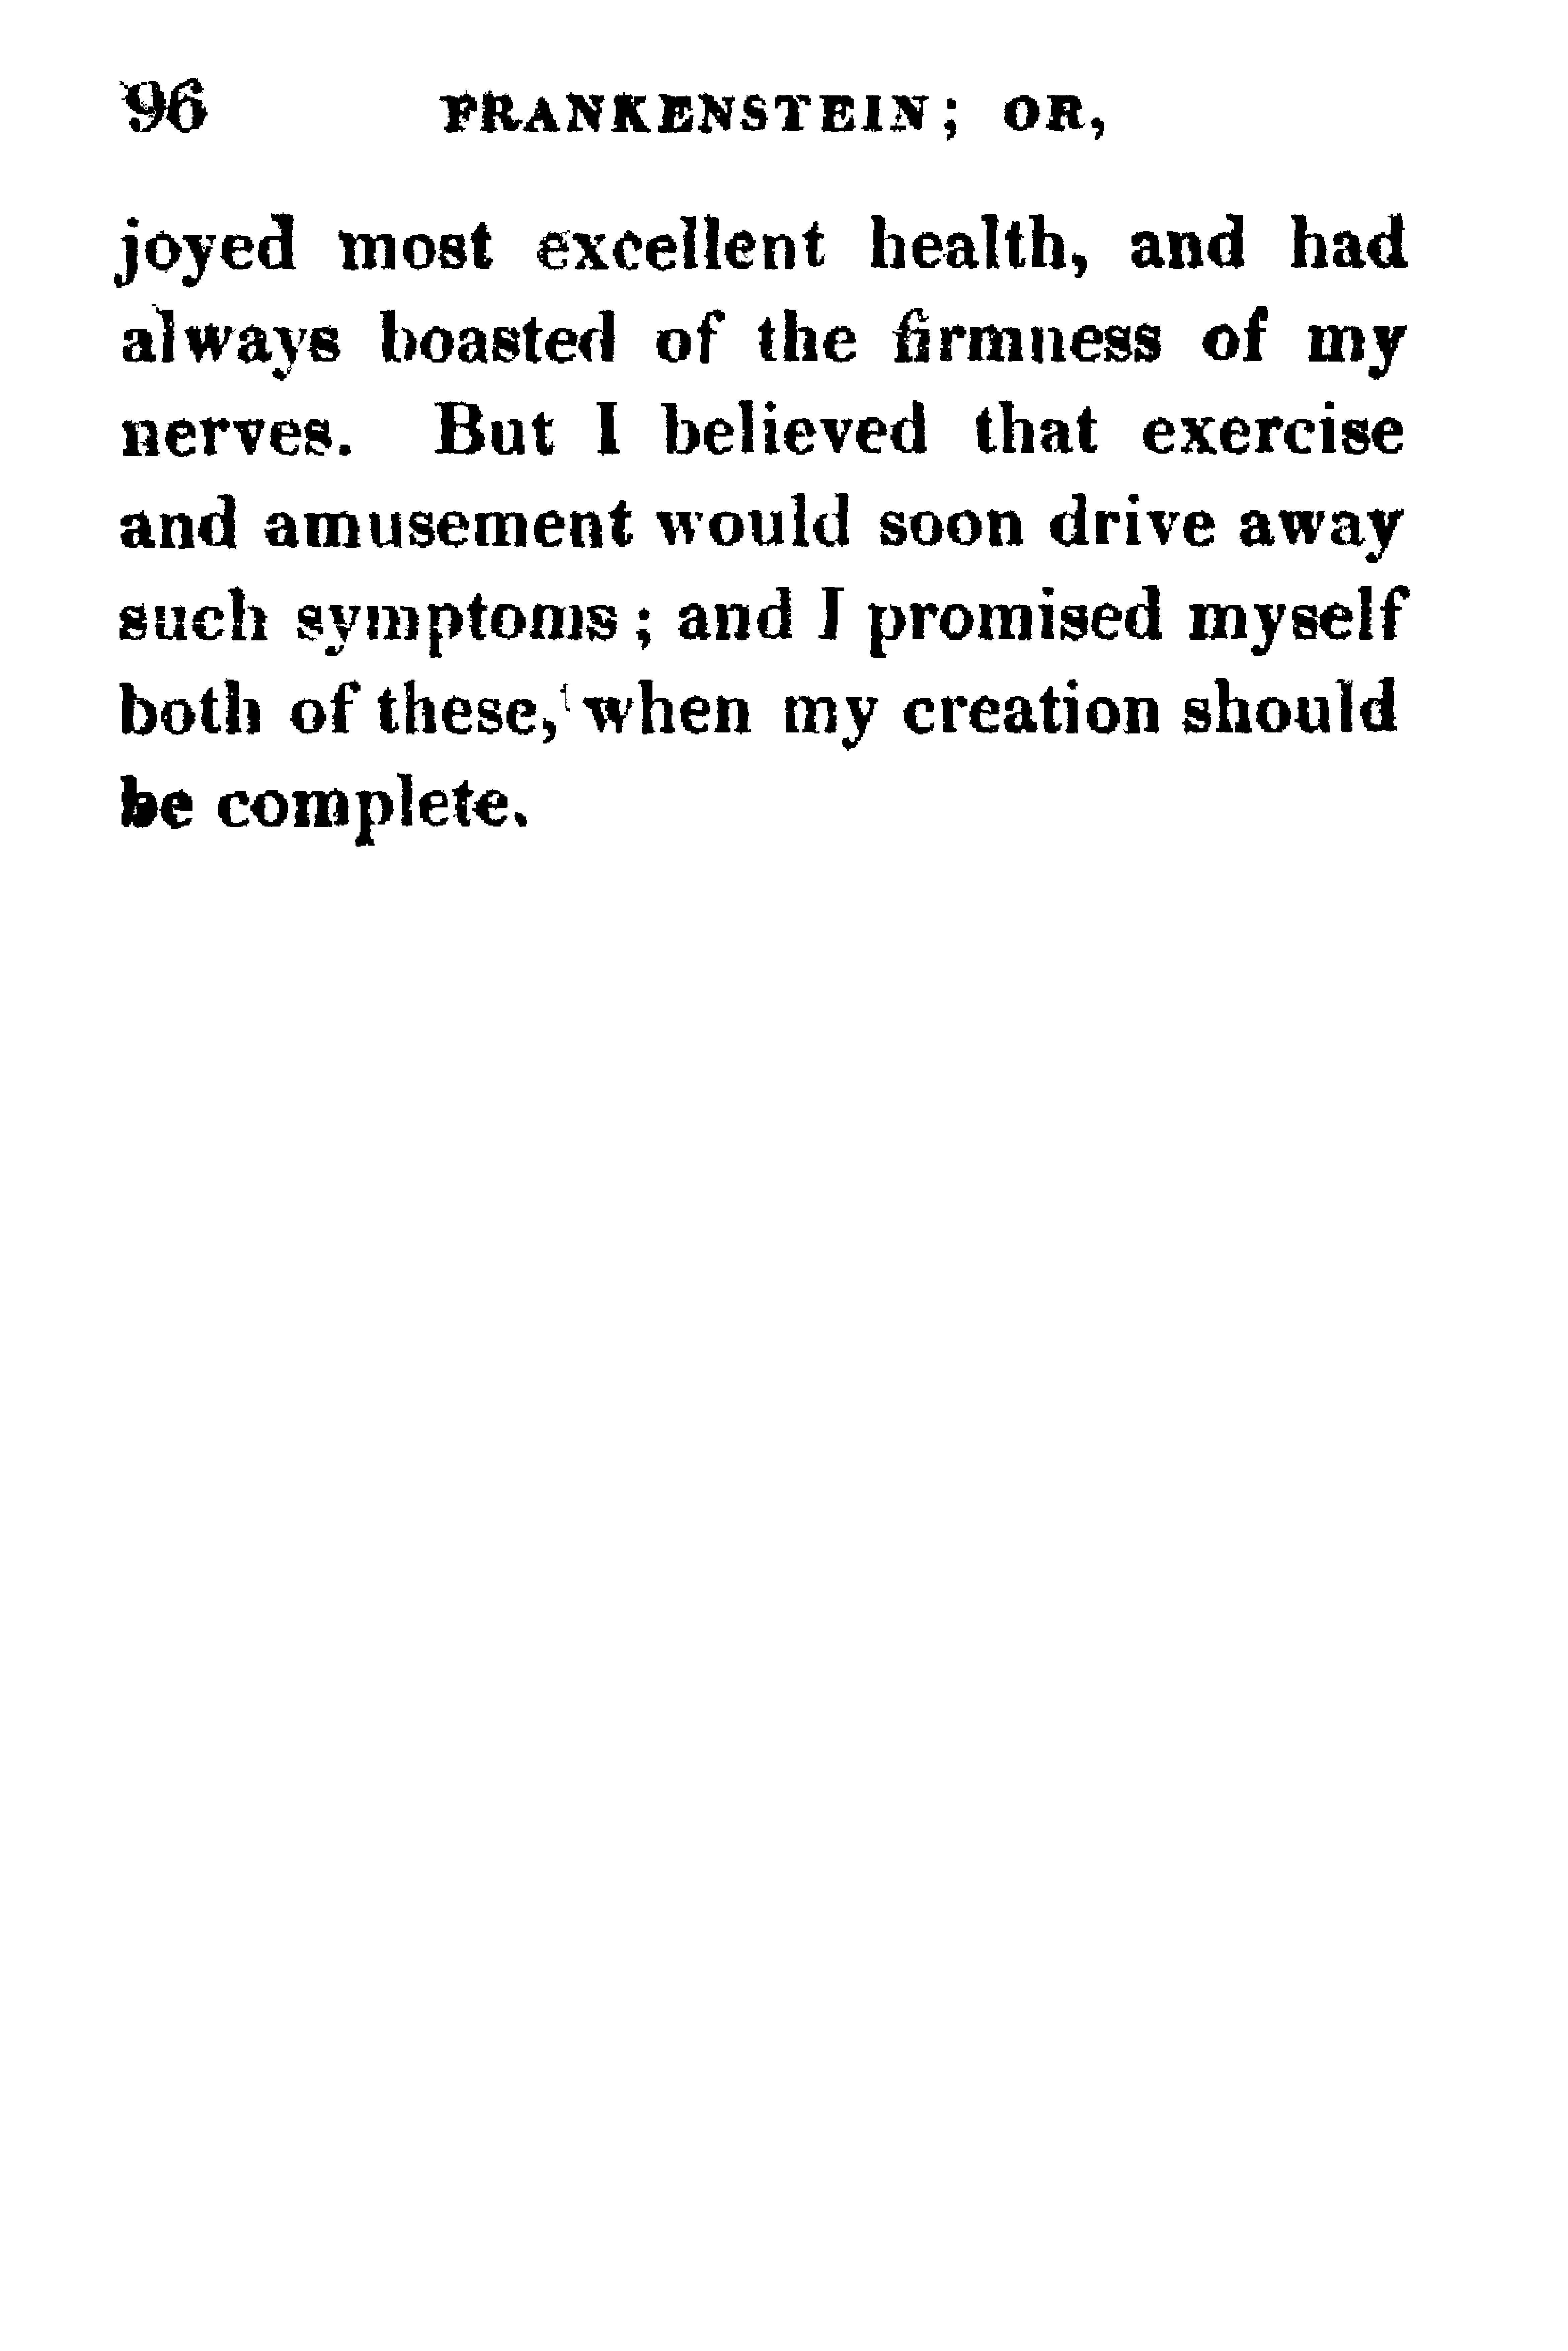 96 FRANKENSTEIN; OR,
joyed most excellent health, and had
always boasted of the firmness of my
nerves. But I believed that exercise
and amusement would soon drive away
such symptoms; and I promised myself
both of these, when my creation should
be complete.